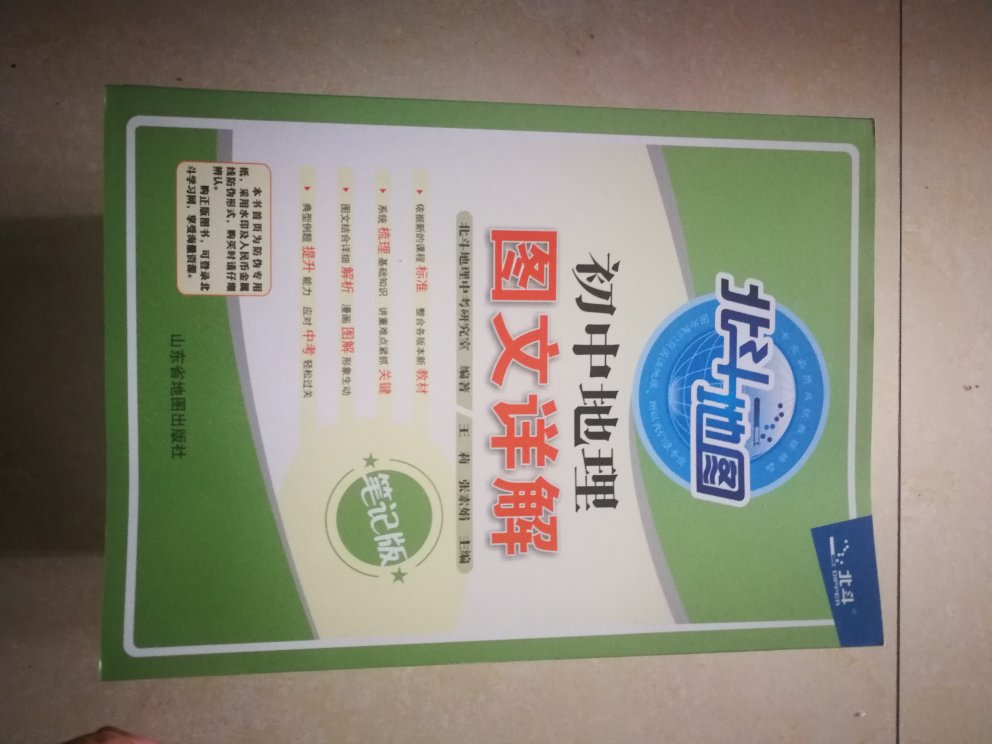 北斗
DIPPER
北斗地图
初中地理
图文详解
北斗地理中考研究室 编著 / 王 莉 张素娟 主编
依据新的课程 标准 整合各版本新 教材
系统 梳理 基础知识 讲重难点紧抓 关键
图文结合详细 解析 漫画 图解 形象生动
典型例题 提升 能力 应对 中考 轻松过关
笔记版
本书首页为防伪专用
纸，采用水印及人民币金属
线防伪形式，购买时请仔细
辨认。
购正版图书，可登录北
斗学习网，享受海量资源。
山东省地图出版社